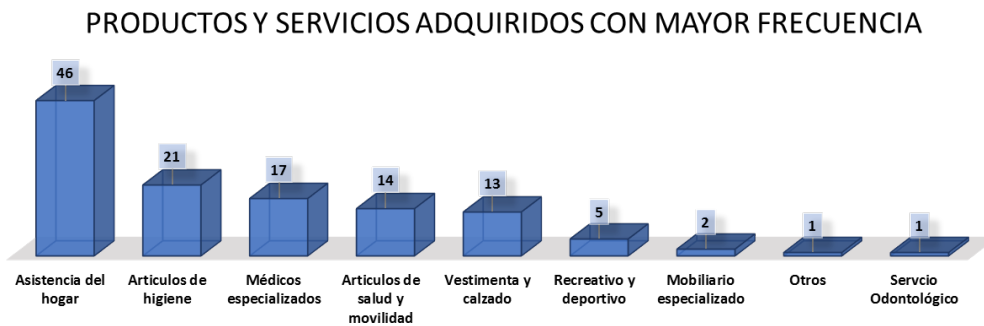 PRODUCTOS Y SERVICIOS ADQUIRIDOS CON MAYOR FRECUENCIA
46
21
17
14
13
5
2
1
1
Asistencia del
hogar
Articulos de
higiene
Médicos
especializados
Articulos de
salud y
movilidad
Vestimenta y
calzado
Recreativo y
deportivo
Mobiliario
especializado
Otros
Servcio
Odontológico